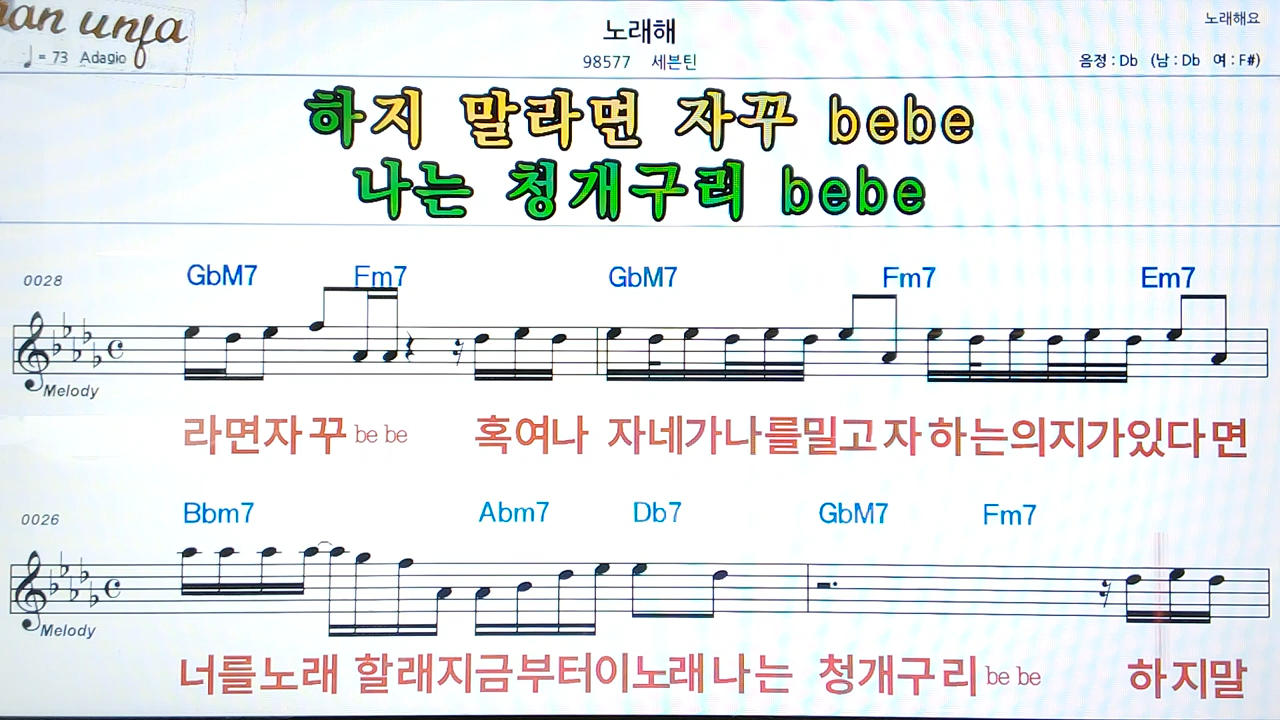 노래해
노래해요
♩= 73 Adagio
98577 세븐틴
음정 : Db (남 : Db 여 : F#)
하지 말라면 자꾸 bebe
나는 청개구리 bebe
0028 GbM7 Fm7 GbM7 Fm7 Em7
Melody
라면자꾸 be be 혹여나 자네가나를밀고자하는의지가있다면
0026 Bbm7 Abm7 Db7 GbM7 Fm7
Melody
너를노래 할래지금부터이노래나는 청개구리 be be 하지말